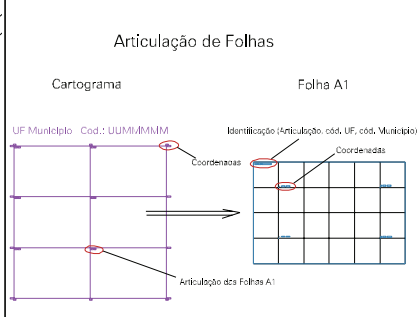 Articulação de Folhas
Cartograma
Folha A1
UF Município Cód.: UUMMMMM
Identificação (Articulação, cód. UF, cód. Município)
Coordenadas
Coordenadas
Articulação das Folhas A1